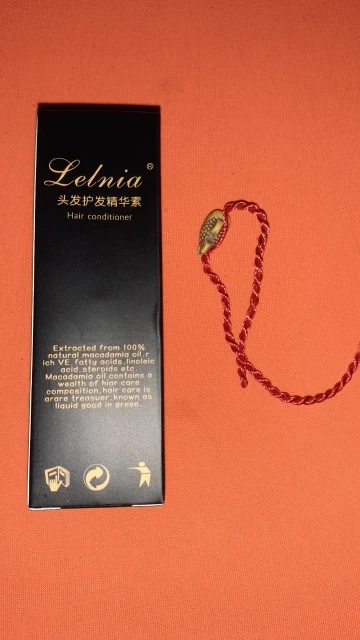 Lelnia®
头发护发精华素
Hair conditioner
Extracted from 100%
natural macadamia oil,r
ich VE, fatty acids,linoleic
acid, steroids etc.
Macadamia oil contains a
wealth of hiar care
composition, hair care is
arare treasuer, known as
liquid good in green.